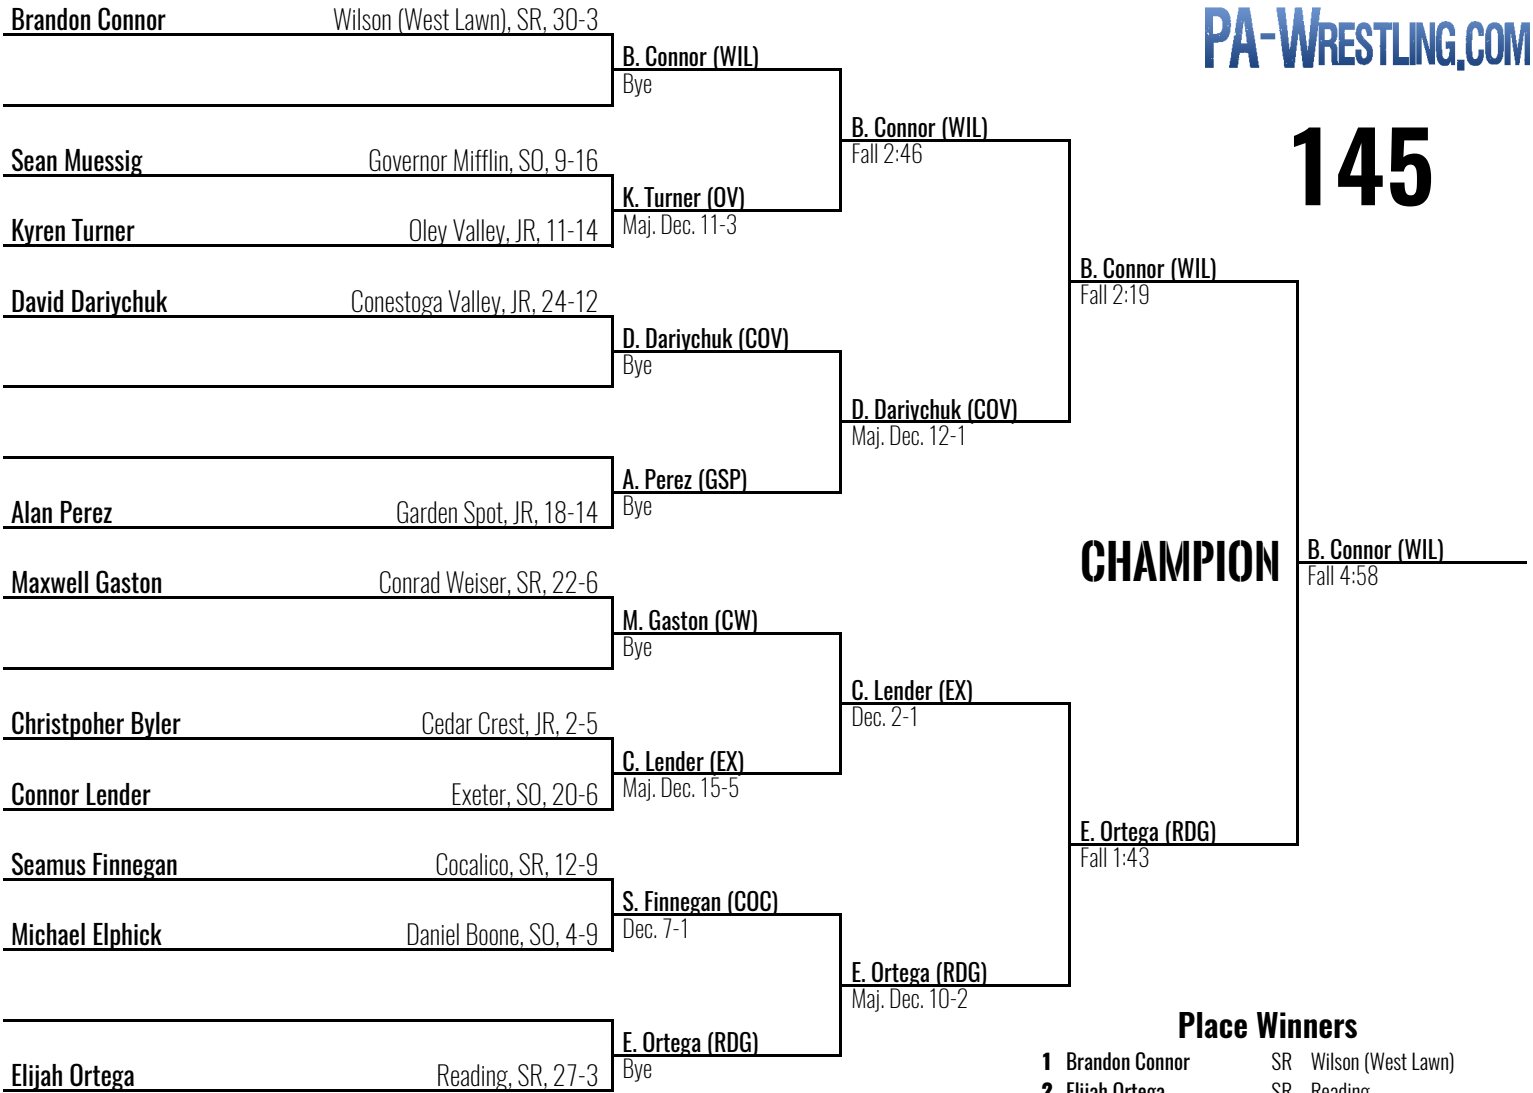 PA-WRESTLING.COM
145
Brandon Connor Wilson (West Lawn), SR, 30-3
B. Connor (WIL)
Bye
B. Connor (WIL)
Fall 2:46
Sean Muessig Governor Mifflin, SO, 9-16
K. Turner (OV)
Maj. Dec. 11-3
Kyren Turner Oley Valley, JR, 11-14
B. Connor (WIL)
Fall 2:19
David Dariychuk Conestoga Valley, JR, 24-12
D. Dariychuk (COV)
Bye
D. Dariychuk (COV)
Maj. Dec. 12-1
A. Perez (GSP)
Bye
Alan Perez Garden Spot, JR, 18-14
CHAMPION
B. Connor (WIL)
Fall 4:58
Maxwell Gaston Conrad Weiser, SR, 22-6
M. Gaston (CW)
Bye
C. Lender (EX)
Dec. 2-1
Christpoher Byler Cedar Crest, JR, 2-5
C. Lender (EX)
Maj. Dec. 15-5
Connor Lender Exeter, SO, 20-6
E. Ortega (RDG)
Fall 1:43
Seamus Finnegan Cocalico, SR, 12-9
S. Finnegan (COC)
Dec. 7-1
Michael Elphick Daniel Boone, SO, 4-9
E. Ortega (RDG)
Maj. Dec. 10-2
E. Ortega (RDG)
Bye
Elijah Ortega Reading, SR, 27-3
Place Winners
1 Brandon Connor SR Wilson (West Lawn)
2 Elijah Ortega SR Reading